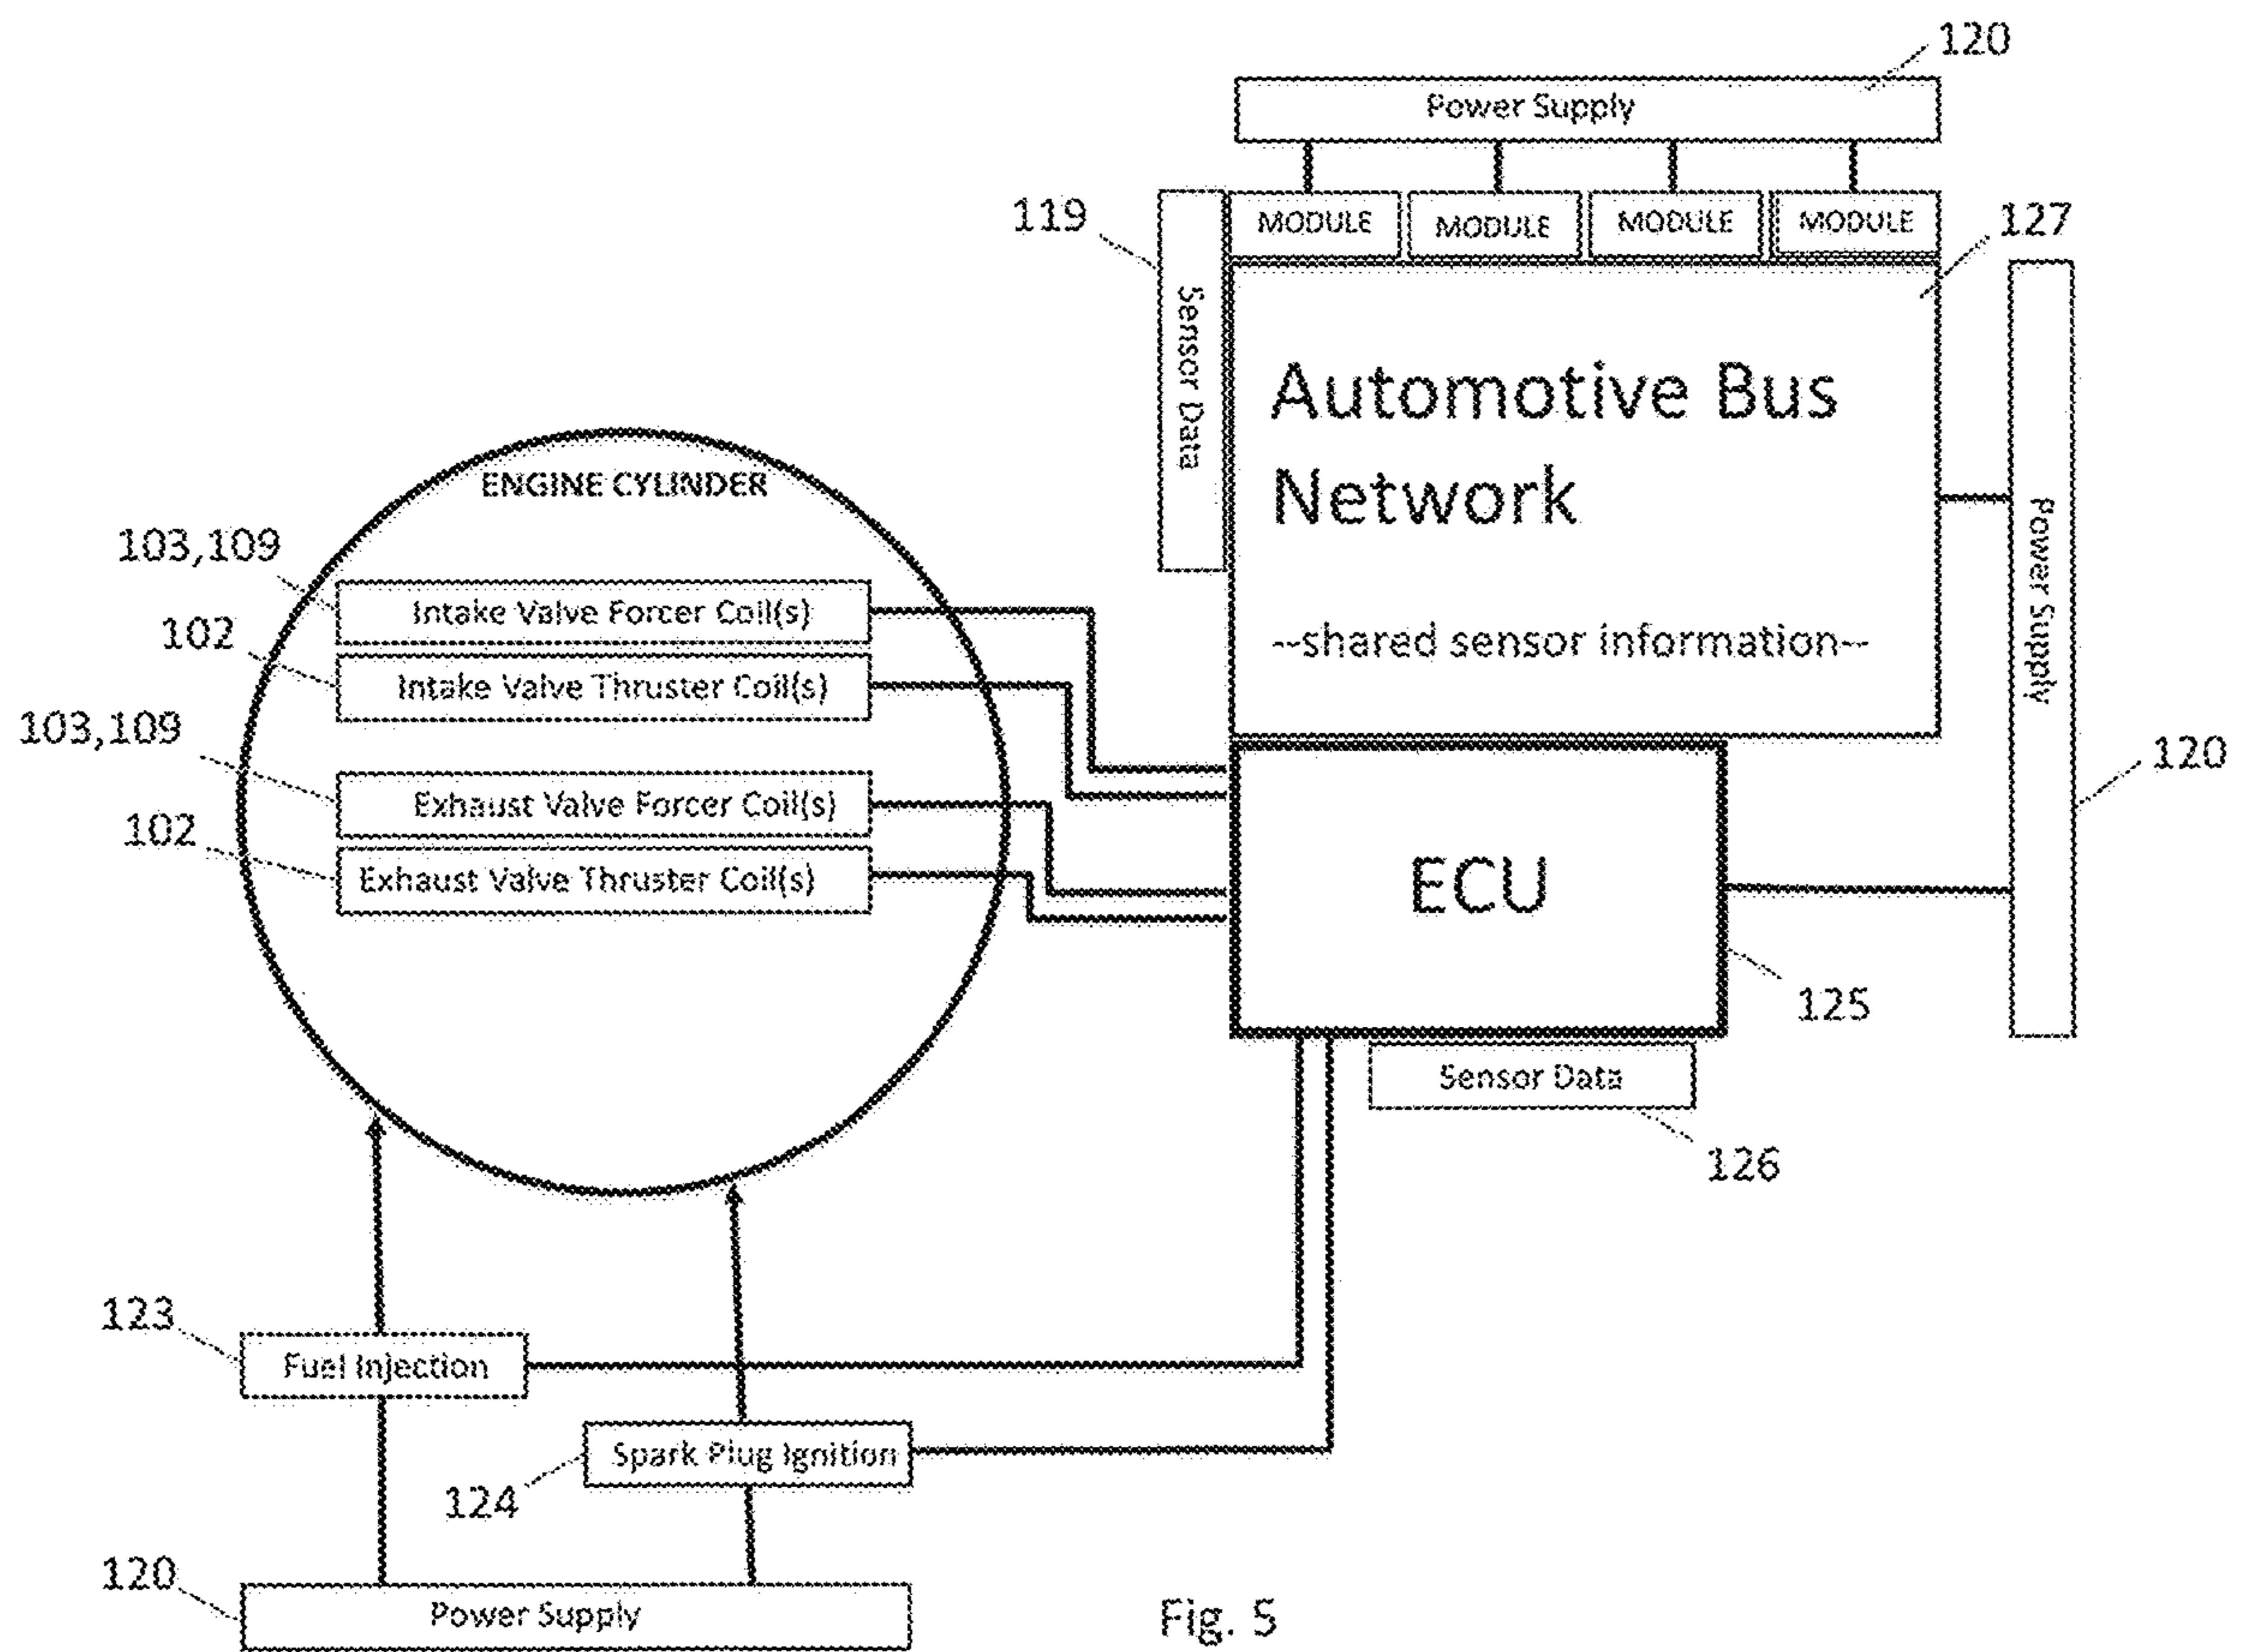 120
Power Supply
119
MODULE
MODULE
MODULE
MODULE
127
Sensor Data
Automotive Bus
Network
--shared sensor information--
Power Supply
120
ENGINE CYLINDER
103,109
Intake Valve Forcer Coil(s)
102
Intake Valve Thruster Coil(s)
103,109
Exhaust Valve Forcer Coil(s)
102
Exhaust Valve Thruster Coil(s)
ECU
125
Sensor Data
126
123
Fuel Injection
Spark Plug Ignition
124
120
Power Supply
Fig. 5